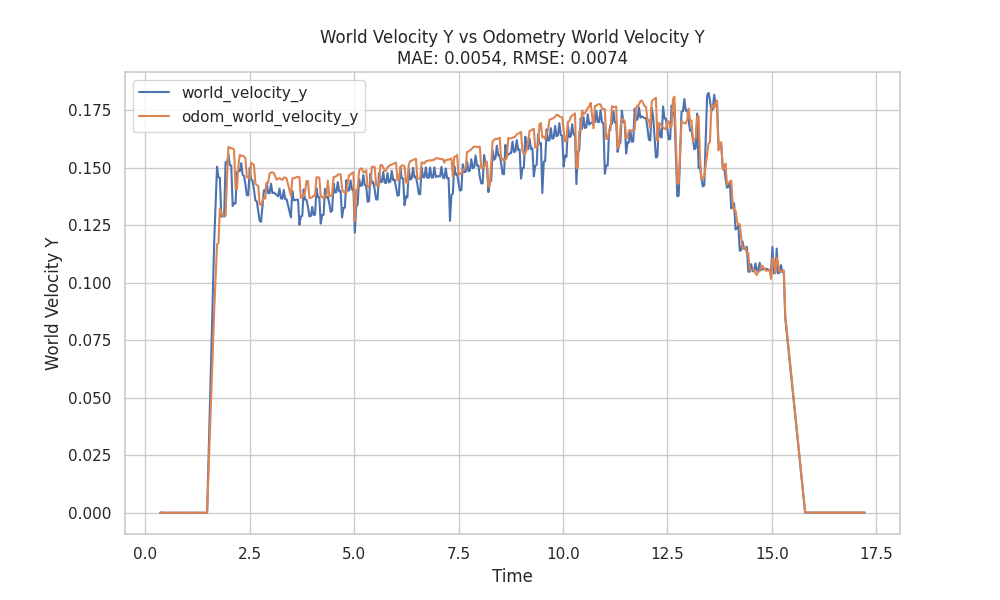 World Velocity Y vs Odometry World Velocity Y
MAE: 0.0054, RMSE: 0.0074
world_velocity_y
odom_world_velocity_y
World Velocity Y
0.175
0.150
0.125
0.100
0.075
0.050
0.025
0.000
0.0 2.5 5.0 7.5 10.0 12.5 15.0 17.5
Time